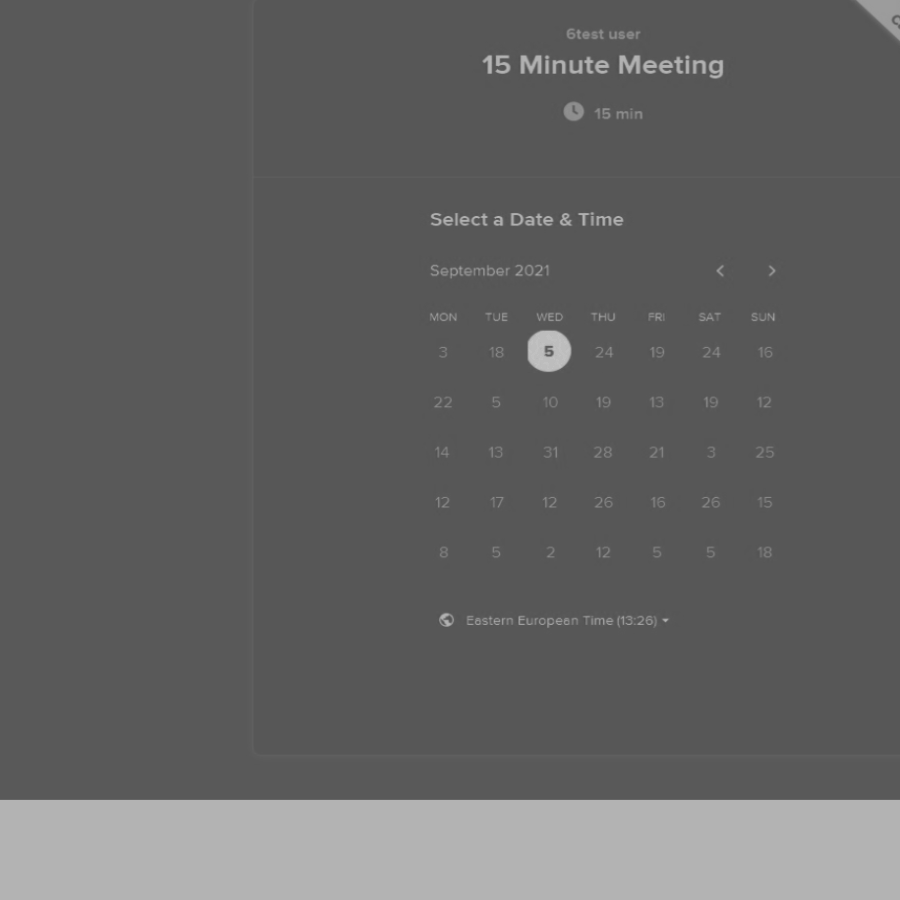 6test user
15 Minute Meeting
15 min
Select a Date & Time
September 2021
MON TUE WED THU FRI SAT SUN
3 18 5 24 19 24 16
22 5 10 19 13 19 12
14 13 31 28 21 3 25
12 17 12 26 16 26 15
8 5 2 12 5 5 18
Eastern European Time (13:26)